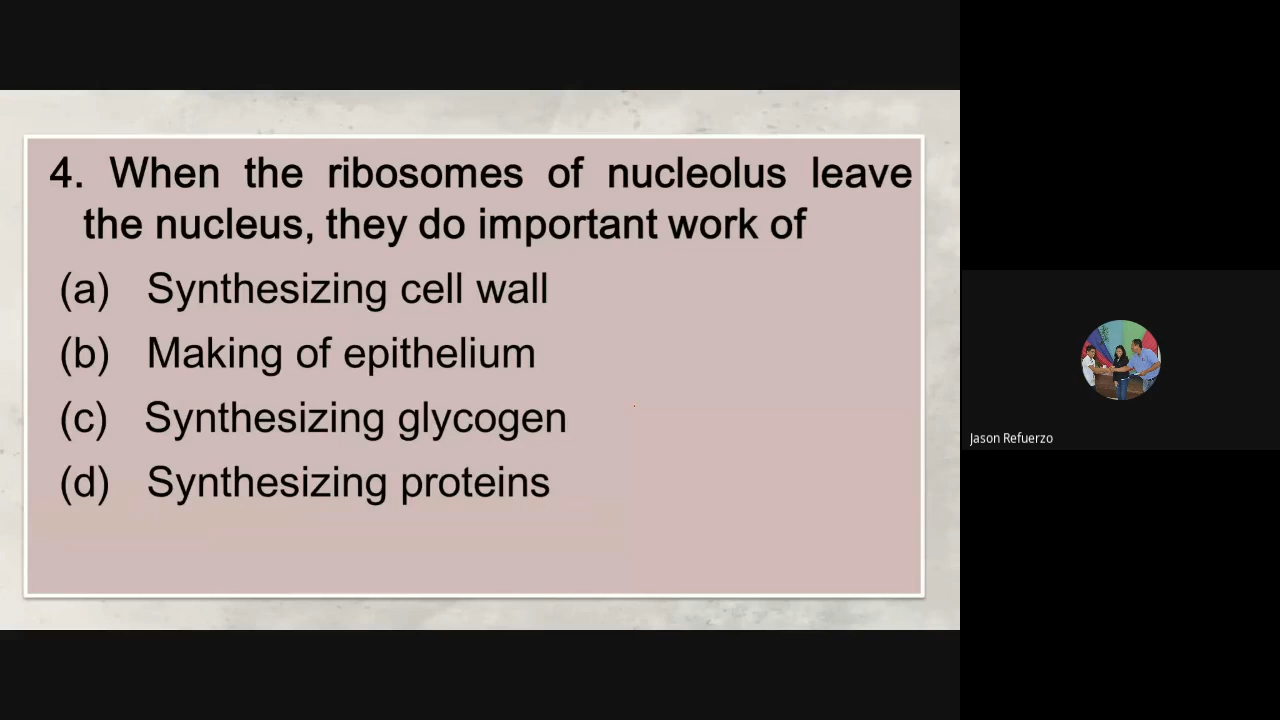 4. When the ribosomes of nucleolus leave
the nucleus, they do important work of
(a) Synthesizing cell wall
(b) Making of epithelium
(c) Synthesizing glycogen
(d) Synthesizing proteins
Jason Refuerzo